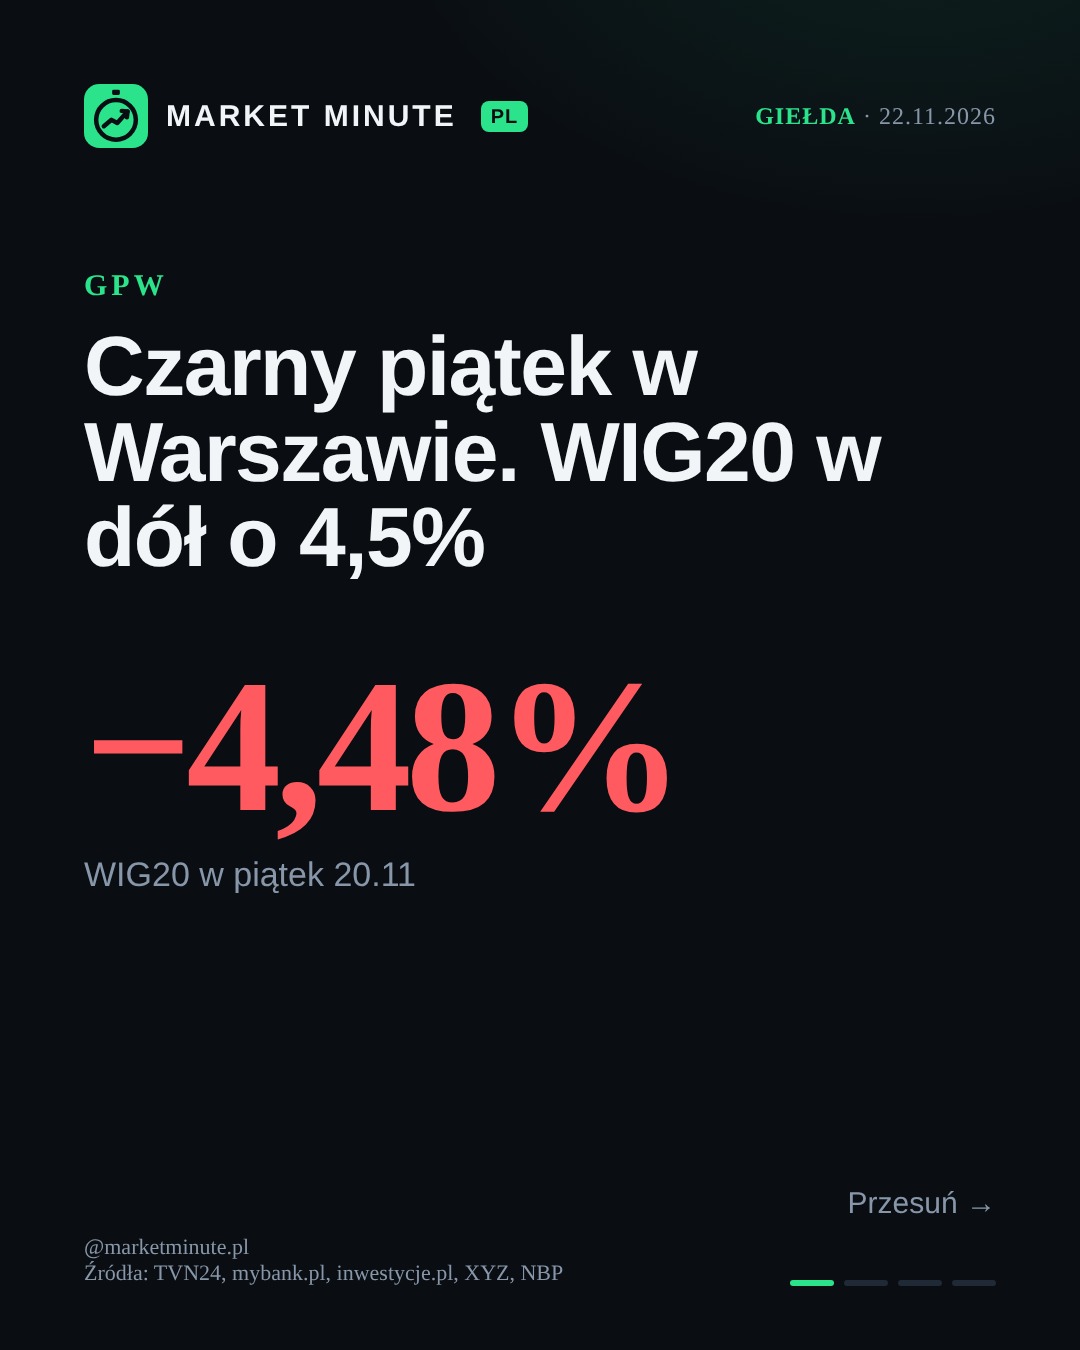 MARKET MINUTE PL
GIEŁDA · 22.11.2026
GPW
Czarny piątek w
Warszawie. WIG20 w
dół o 4,5%
−4,48%
WIG20 w piątek 20.11
Przesuń →
@marketminute.pl
Źródła: TVN24, mybank.pl, inwestycje.pl, XYZ, NBP